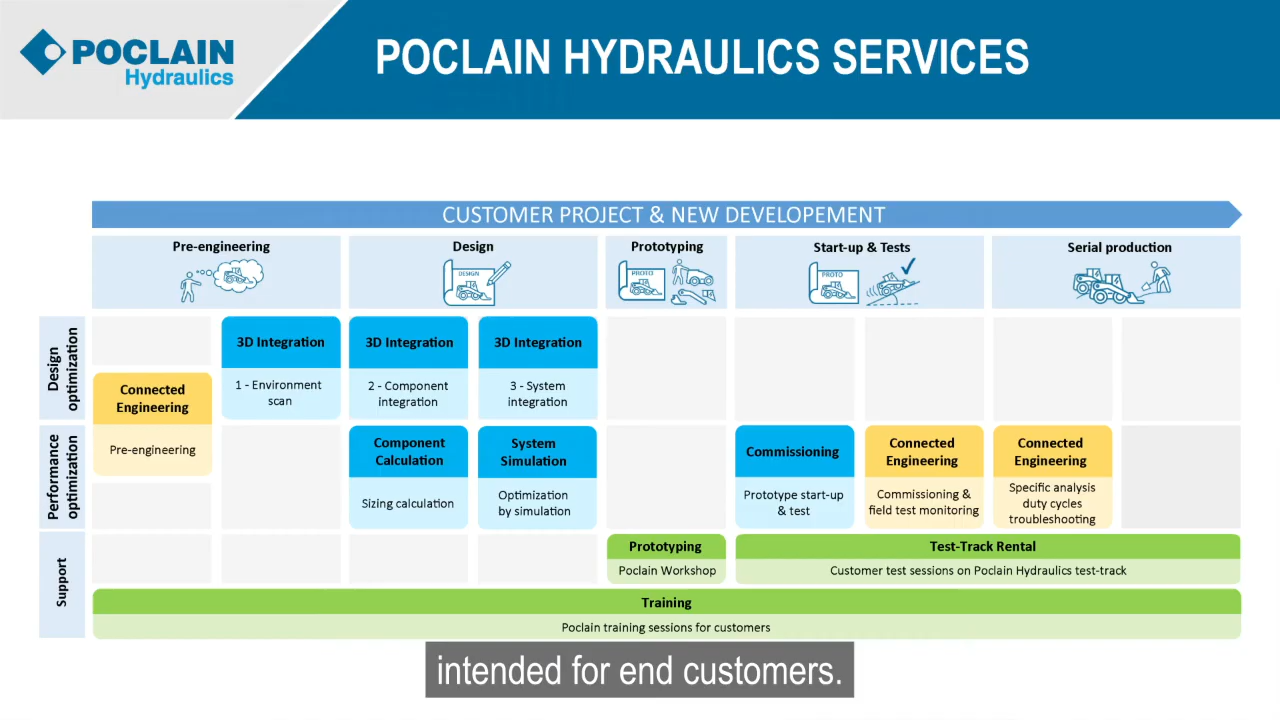 POCLAIN
Hydraulics
POCLAIN HYDRAULICS SERVICES
CUSTOMER PROJECT & NEW DEVELOPEMENT
Pre-engineering
Design
Prototyping
Start-up & Tests
Serial production
DESIGN
PROTO
PROTO
Design
optimization
3D Integration
1 - Environment
scan
3D Integration
2 - Component
integration
3D Integration
3 - System
integration
Connected
Engineering
Pre-engineering
Performance
optimization
Component
Calculation
Sizing calculation
System
Simulation
Optimization
by simulation
Commissioning
Prototype start-up
& test
Connected
Engineering
Commissioning &
field test monitoring
Connected
Engineering
Specific analysis
duty cycles
troubleshooting
Support
Prototyping
Poclain Workshop
Test-Track Rental
Customer test sessions on Poclain Hydraulics test-track
Training
Poclain training sessions for customers
intended for end customers.